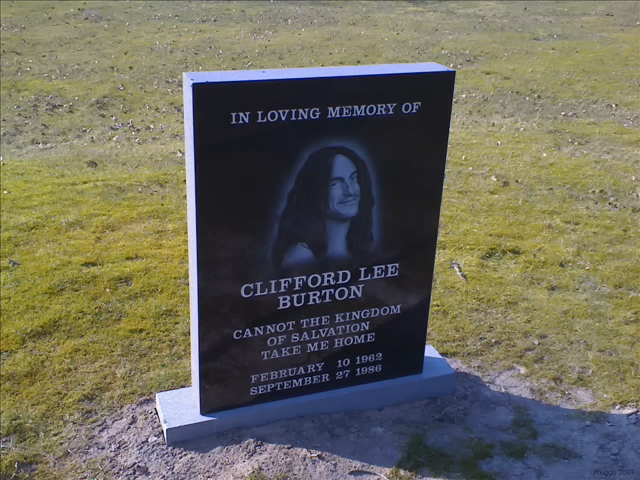 IN LOVING MEMORY OF
CLIFFORD LEE
BURTON
CANNOT THE KINGDOM
OF SALVATION
TAKE ME HOME
FEBRUARY 10 1962
SEPTEMBER 27 1986